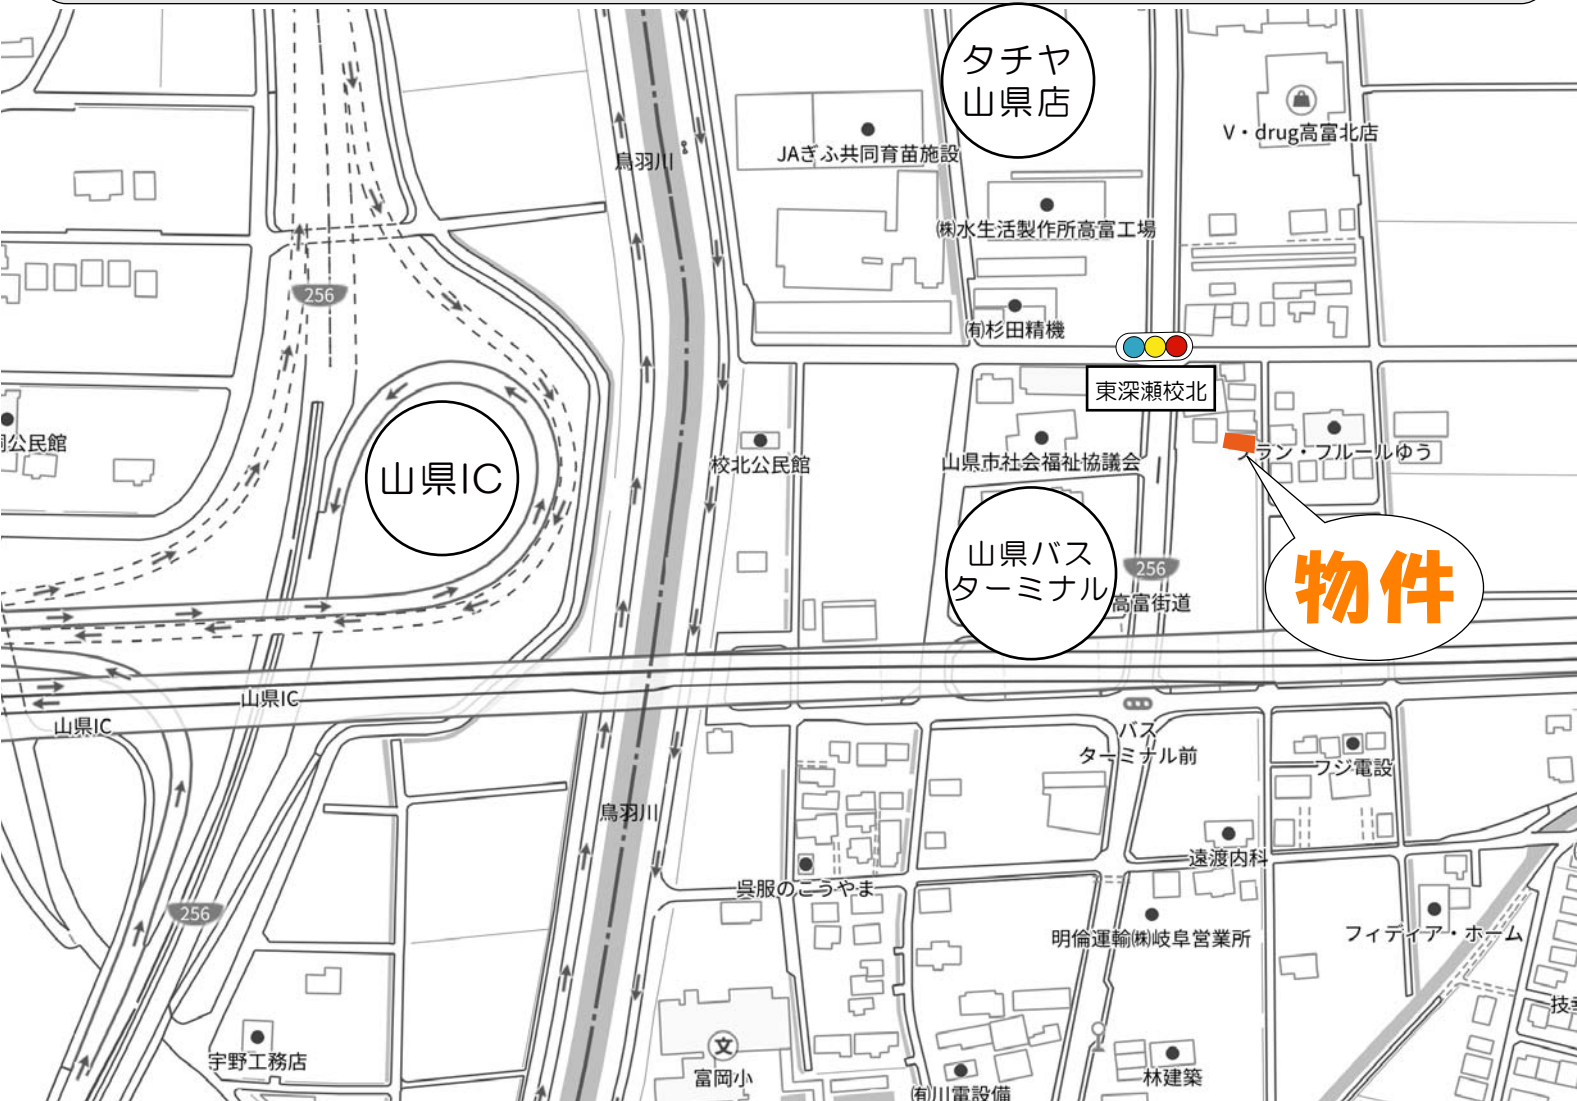 タチヤ
山県店
V・drug高富北店
JAぎふ共同育苗施設
鳥羽川
㈱水生活製作所高富工場
256
㈲杉田精機
東深瀬校北
公民館
山県IC
校北公民館
山県市社会福祉協議会
ラン・フルールゆう
山県バス
ターミナル
256
高富街道
物件
山県IC
山県IC
バス
ターミナル前
フジ電設
鳥羽川
遠渡内科
呉服のこうやま
256
明倫運輸㈱岐阜営業所
フィディア・ホーム
技
宇野工務店
文
富岡小
林建築
㈲川電設備